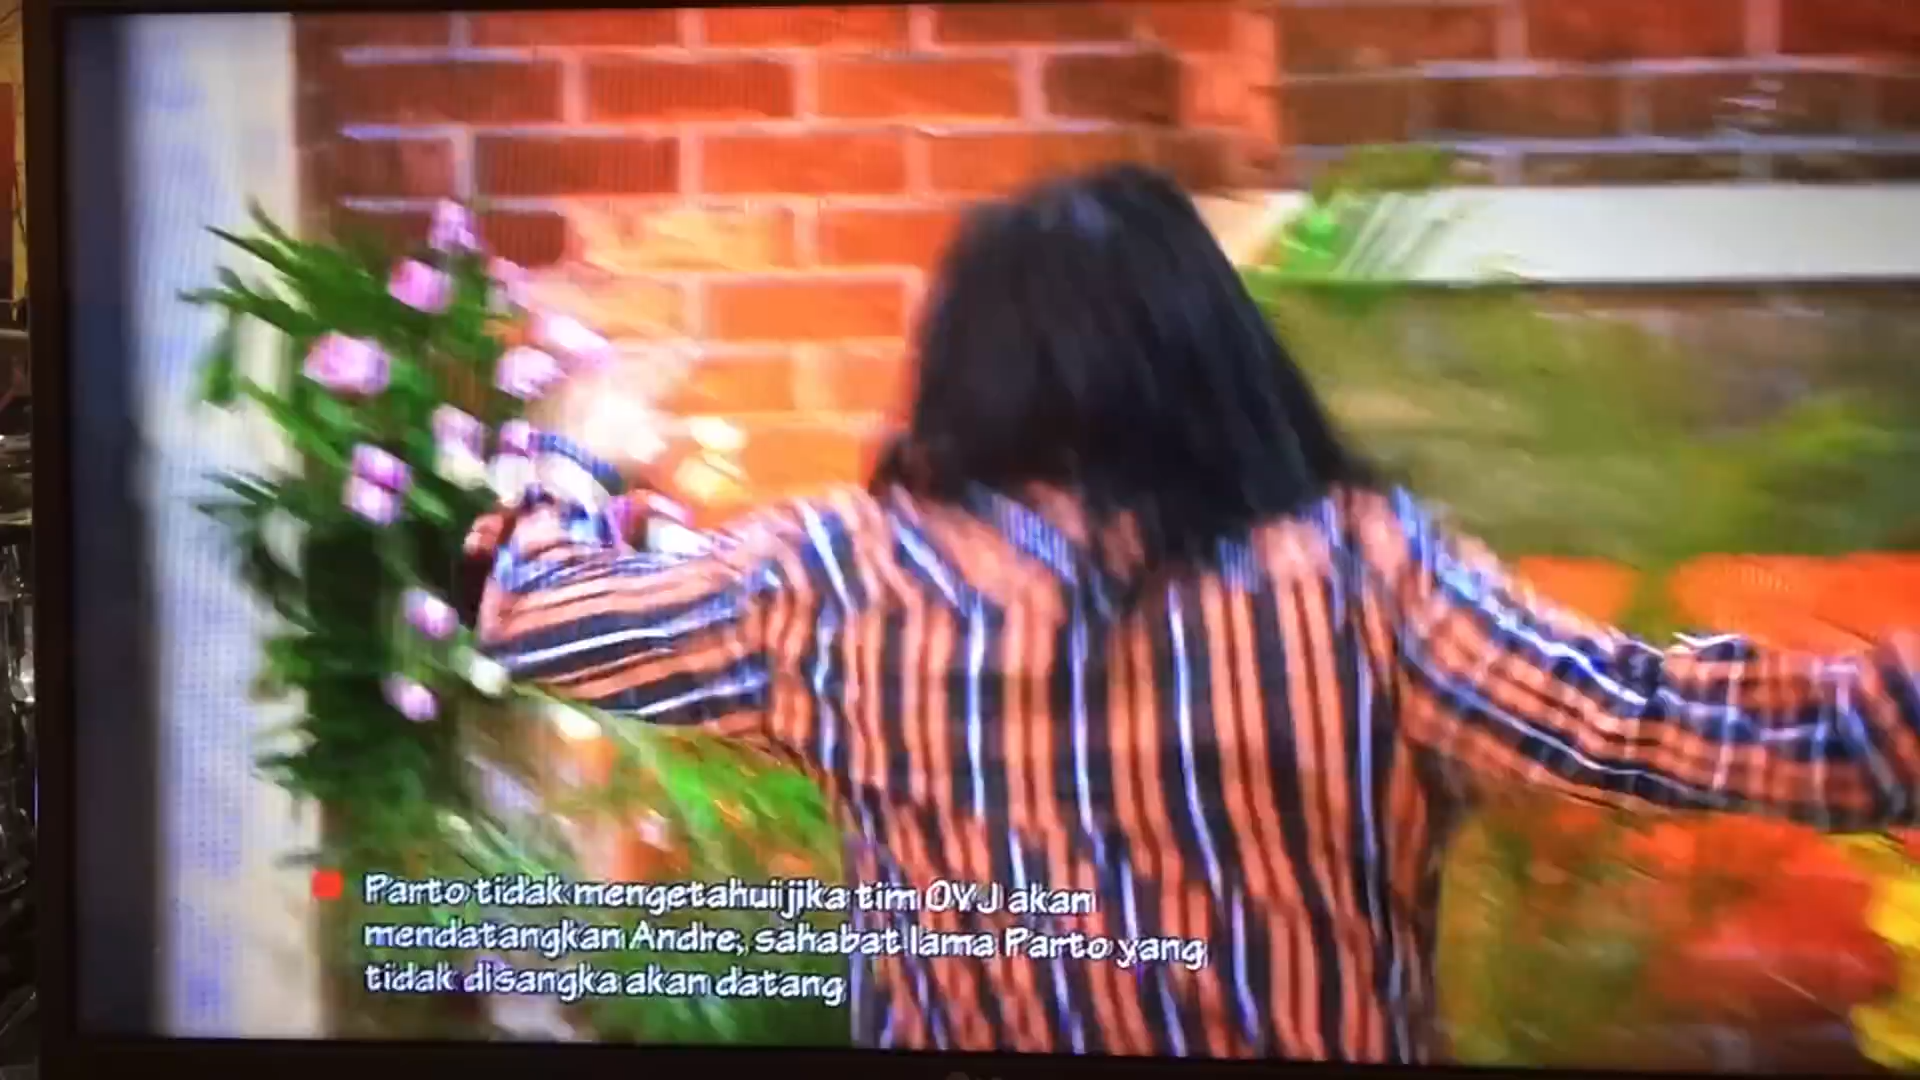 Parto tidak mengetahui jika tim OVJ akan
mendatangkan Andre, sahabat lama Parto yang
tidak disangka akan datang